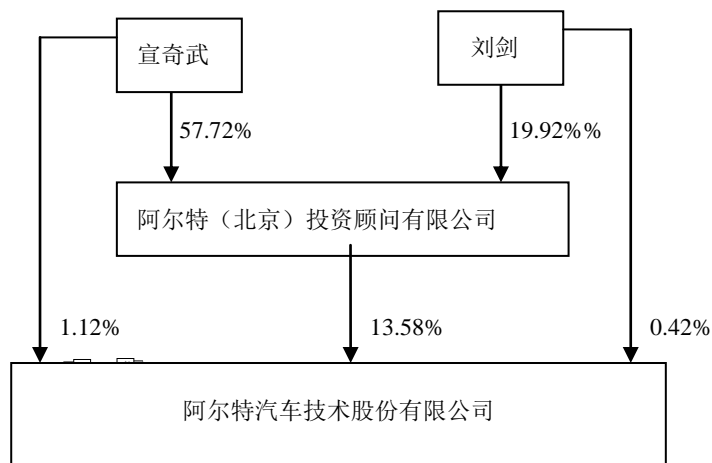 宣奇武
刘剑
57.72%
19.92%%
阿尔特（北京）投资顾问有限公司
1.12%
13.58%
0.42%
阿尔特汽车技术股份有限公司